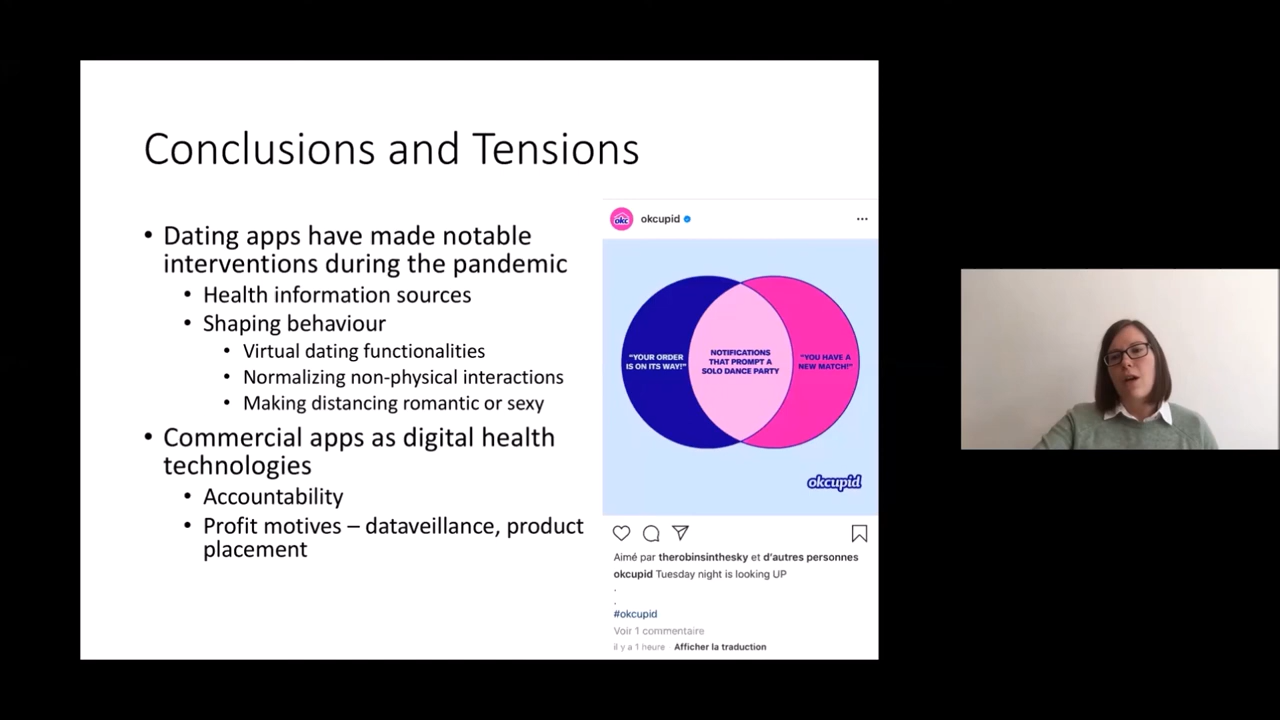 Conclusions and Tensions
• Dating apps have made notable
interventions during the pandemic
• Health information sources
• Shaping behaviour
• Virtual dating functionalities
• Normalizing non-physical interactions
• Making distancing romantic or sexy
• Commercial apps as digital health
technologies
• Accountability
• Profit motives – dataveillance, product
placement
okc
okcupid
"YOUR ORDER
IS ON ITS WAY!"
NOTIFICATIONS
THAT PROMPT A
SOLO DANCE PARTY
"YOU HAVE A
NEW MATCH!"
okcupid
Aimé par therobinsinthesky et d'autres personnes
okcupid Tuesday night is looking UP
.
.
#okcupid
Voir 1 commentaire
il y a 1 heure · Afficher la traduction